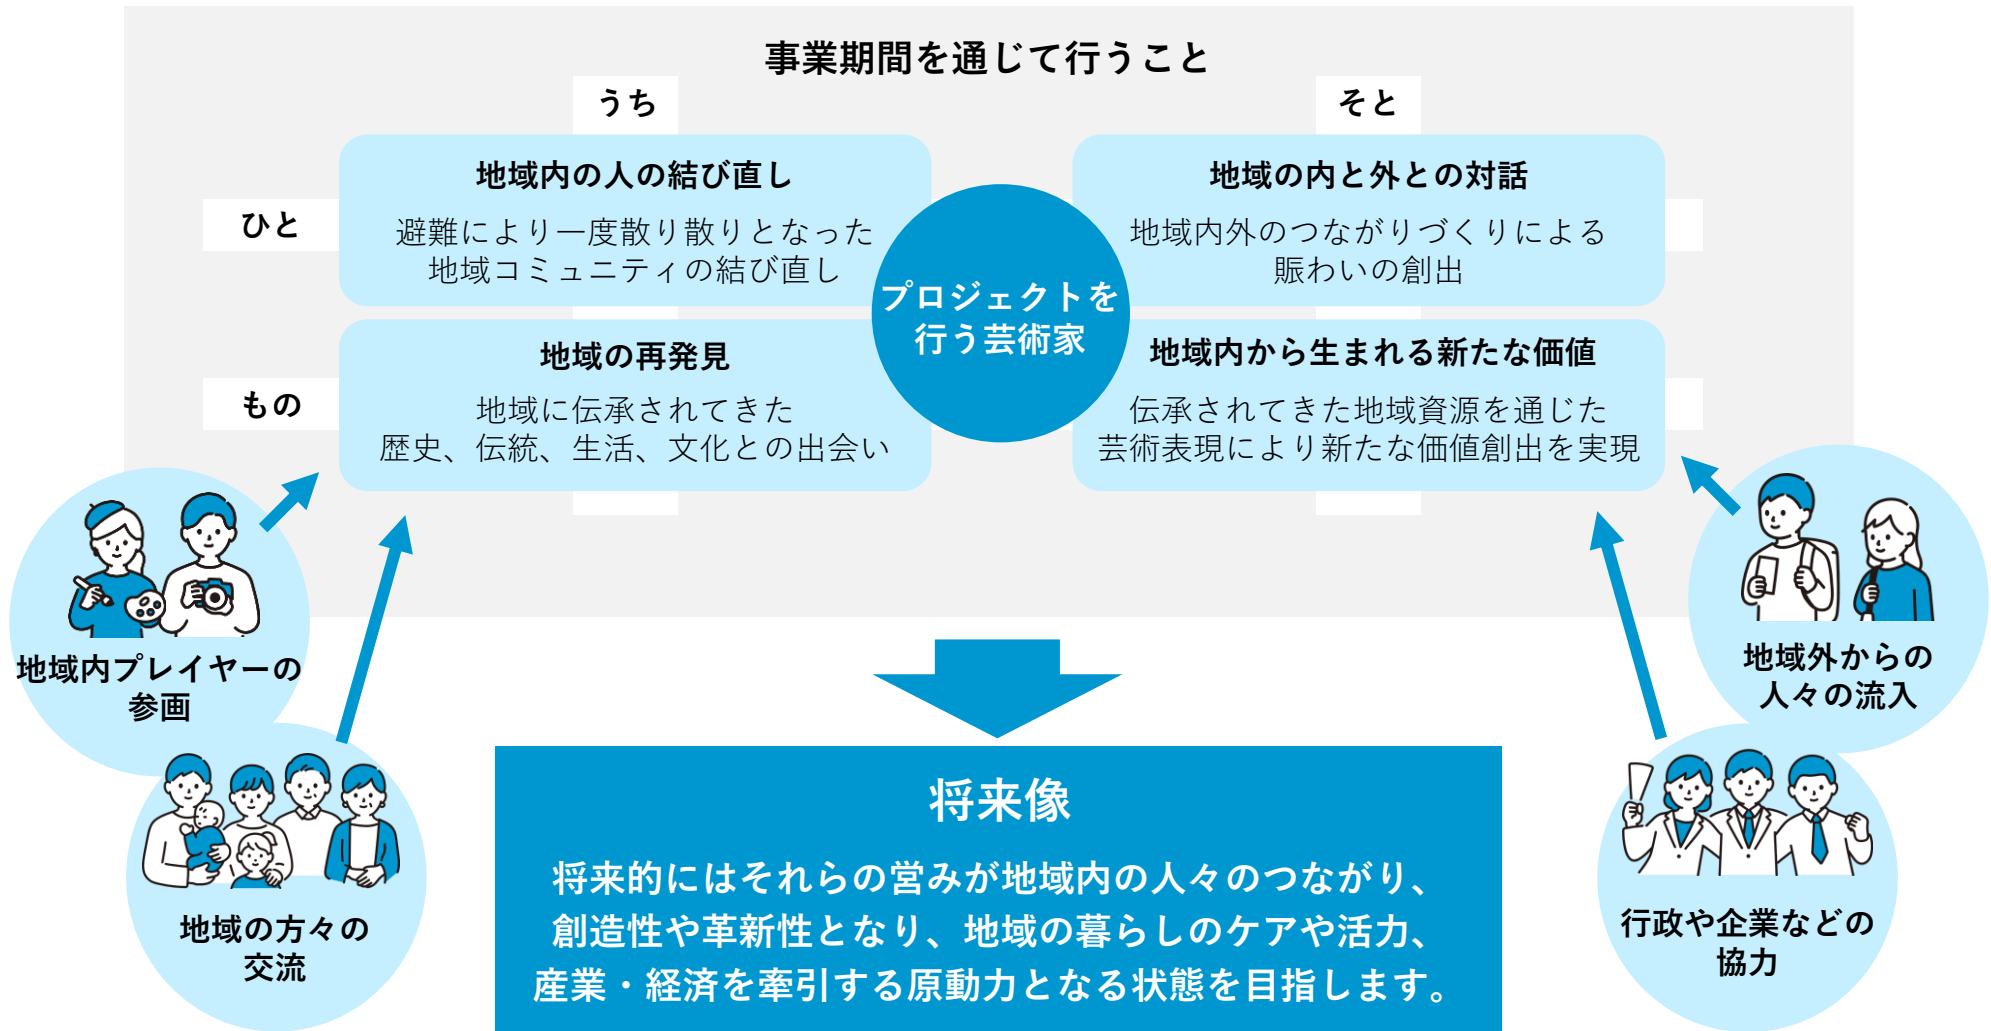 事業期間を通じて行うこと
うち
そと
ひと
もの
地域内の人の結び直し
避難により一度散り散りとなった
地域コミュニティの結び直し
地域の内と外との対話
地域内外のつながりづくりによる
賑わいの創出
プロジェクトを
行う芸術家
地域の再発見
地域に伝承されてきた
歴史、伝統、生活、文化との出会い
地域内から生まれる新たな価値
伝承されてきた地域資源を通じた
芸術表現により新たな価値創出を実現
地域内プレイヤーの
参画
地域の方々の
交流
地域外からの
人々の流入
行政や企業などの
協力
将来像
将来的にはそれらの営みが地域内の人々のつながり、
創造性や革新性となり、地域の暮らしのケアや活力、
産業・経済を牽引する原動力となる状態を目指します。